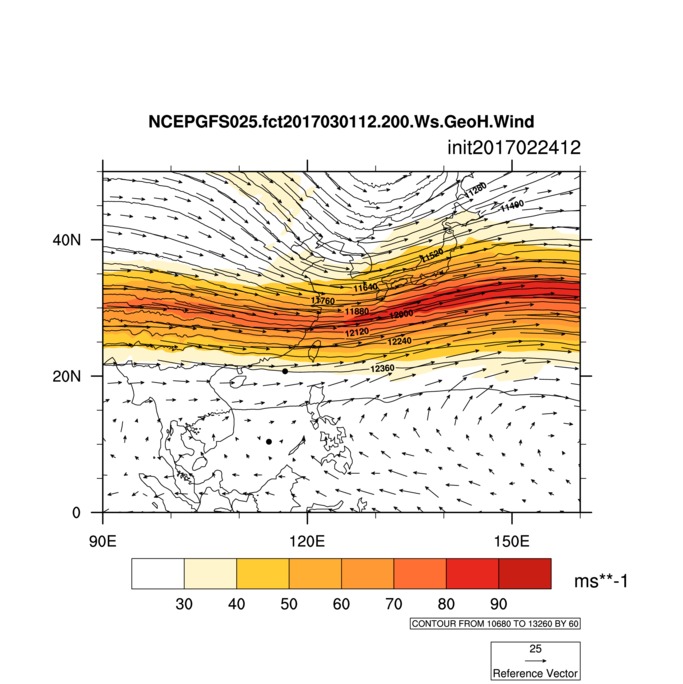 NCEPGFS025.fct2017030112.200.Ws.GeoH.Wind
init2017022412
11280
11400
40N
11520
11640
11760
11880
12000
12120
12240
12360
20N
0
90E 120E 150E
ms**-1
30 40 50 60 70 80 90
CONTOUR FROM 10680 TO 13260 BY 60
25
Reference Vector